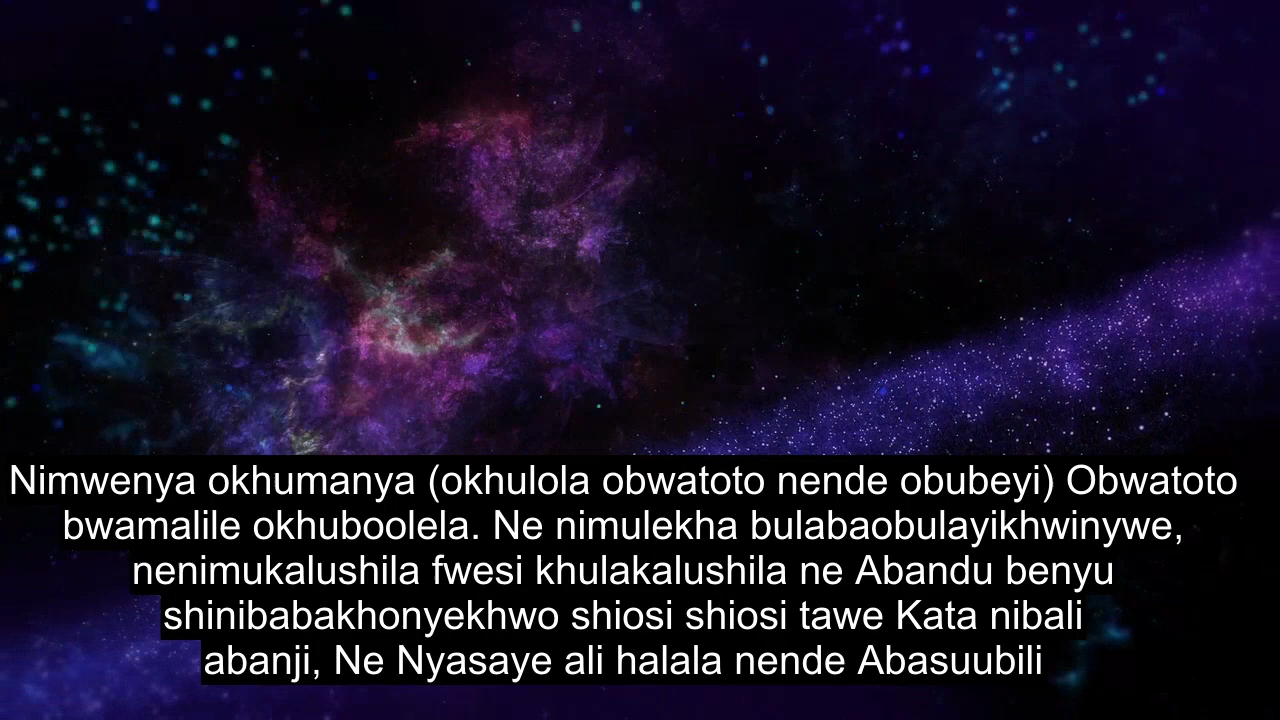 Nimwenya okhumanya (okhulola obwatoto nende obubeyi) Obwatoto
bwamalile okhuboolela. Ne nimulekha bulabaobulayikhwinywe,
nenimukalushila fwesi khulakalushila ne Abandu benyu
shinibabakhonyekhwo shiosi shiosi tawe Kata nibali
abanji, Ne Nyasaye ali halala nende Abasuubili